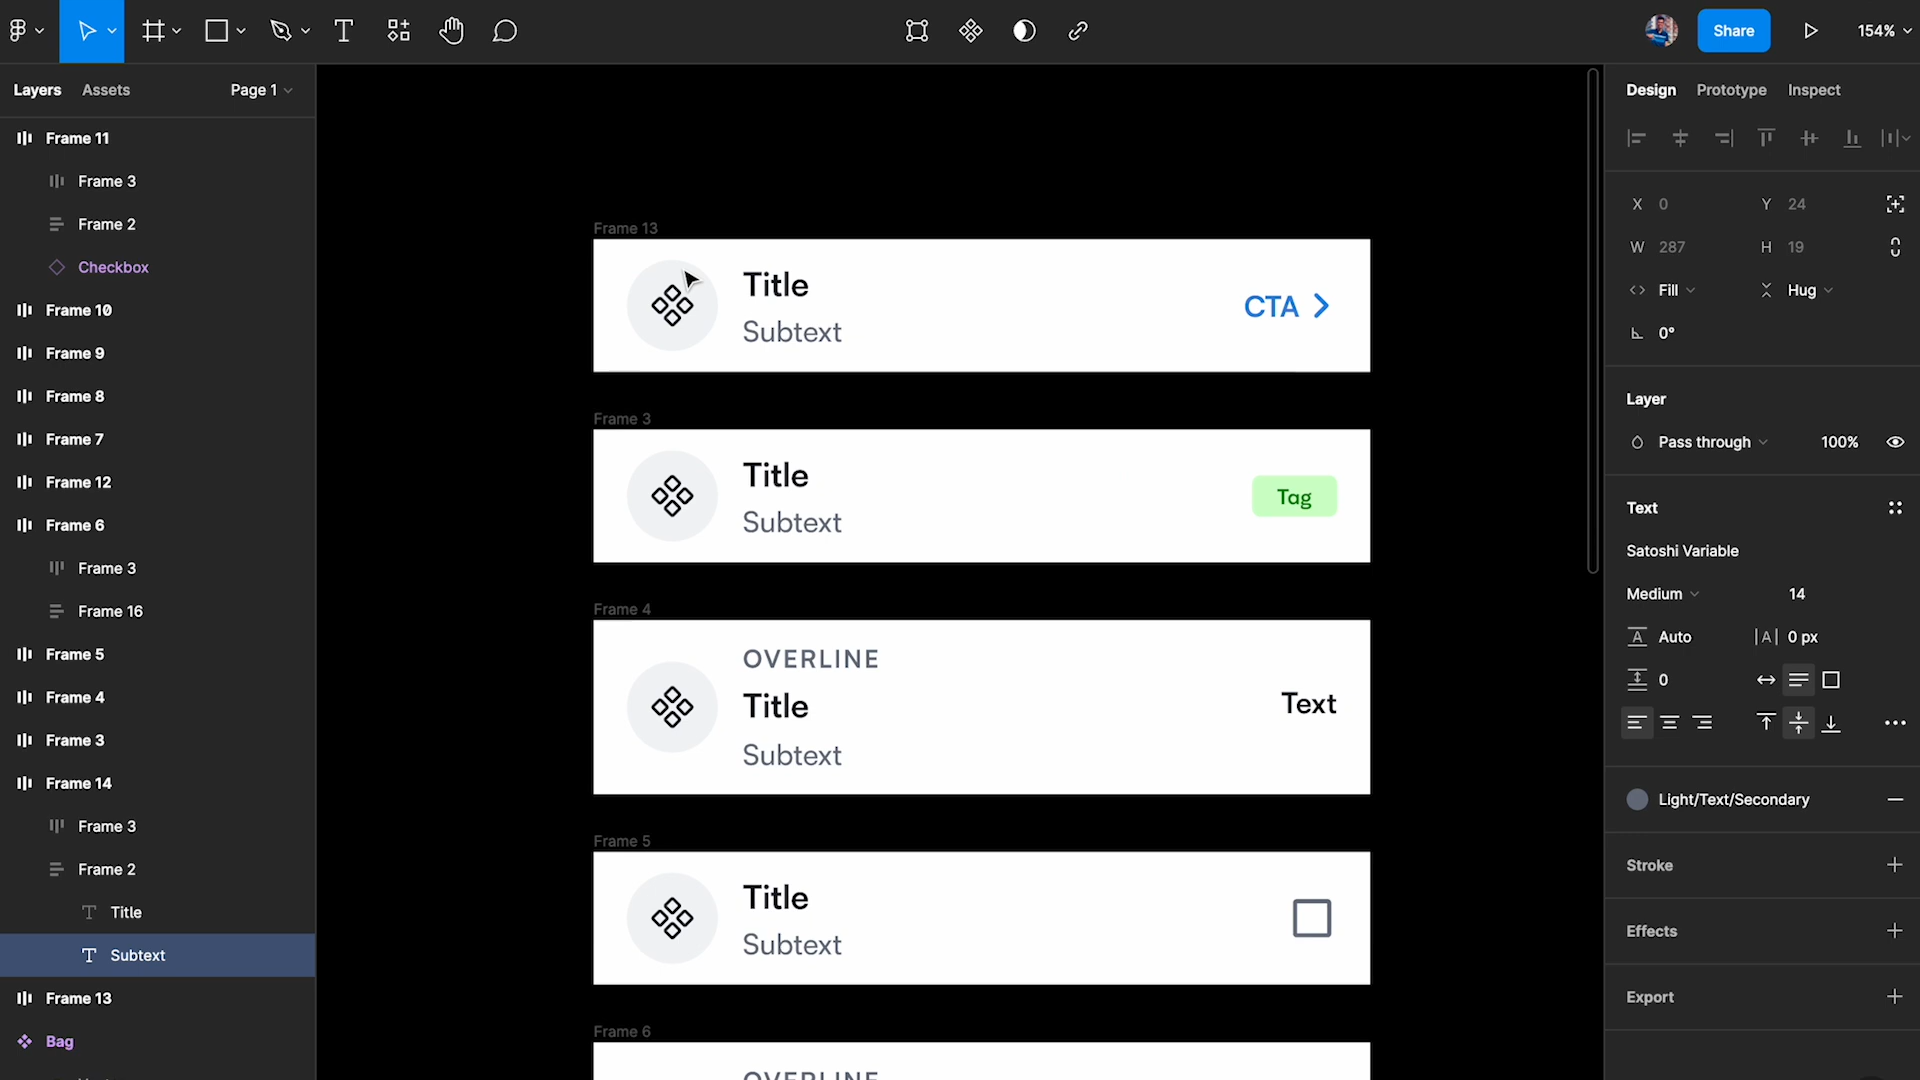 Share
154%
Layers
Assets
Page 1
Frame 11
Frame 3
Frame 2
Checkbox
Frame 10
Frame 9
Frame 8
Frame 7
Frame 12
Frame 6
Frame 3
Frame 16
Frame 5
Frame 4
Frame 3
Frame 14
Frame 3
Frame 2
Title
Subtext
Frame 13
Bag
Frame 13
Title
Subtext
CTA
Frame 3
Title
Subtext
Tag
Frame 4
OVERLINE
Title
Subtext
Text
Frame 5
Title
Subtext
Frame 6
OVERLINE
Design
Prototype
Inspect
X 0
Y 24
W 287
H 19
Fill
Hug
0°
Layer
Pass through
100%
Text
Satoshi Variable
Medium
14
Auto
|A| 0 px
0
Light/Text/Secondary
Stroke
Effects
Export